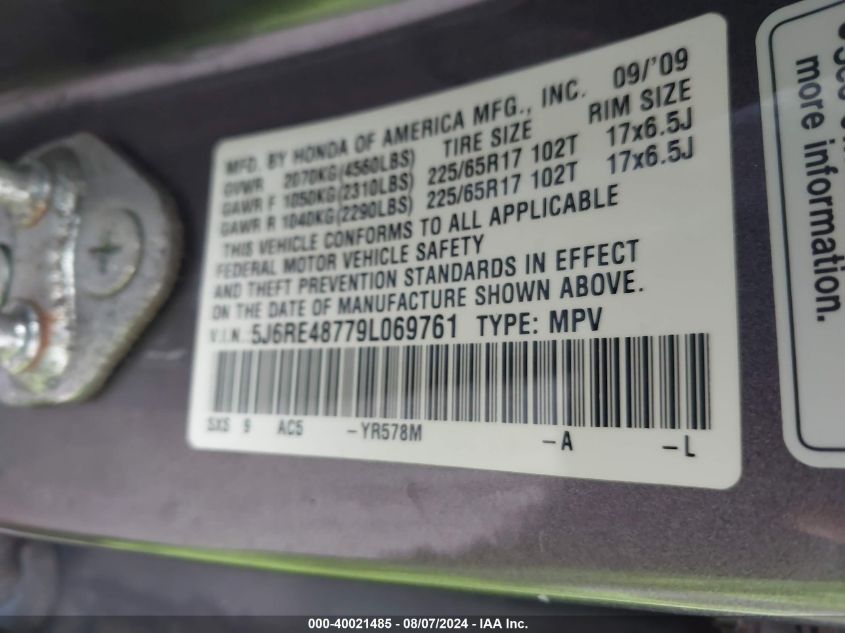 MFD. BY HONDA OF AMERICA MFG., INC. 09/'09
GVWR 2070KG(4560LBS) TIRE SIZE RIM SIZE
GAWR F 1050KG(2310LBS) 225/65R17 102T 17x6.5J
GAWR R 1040KG(2290LBS) 225/65R17 102T 17x6.5J
THIS VEHICLE CONFORMS TO ALL APPLICABLE
FEDERAL MOTOR VEHICLE SAFETY
AND THEFT PREVENTION STANDARDS IN EFFECT
ON THE DATE OF MANUFACTURE SHOWN ABOVE.
V.I.N.: 5J6RE48779L069761 TYPE: MPV
SXS 9 AC5 -YR578M -A -L
more information.
000-40021485 - 08/07/2024 - IAA Inc.